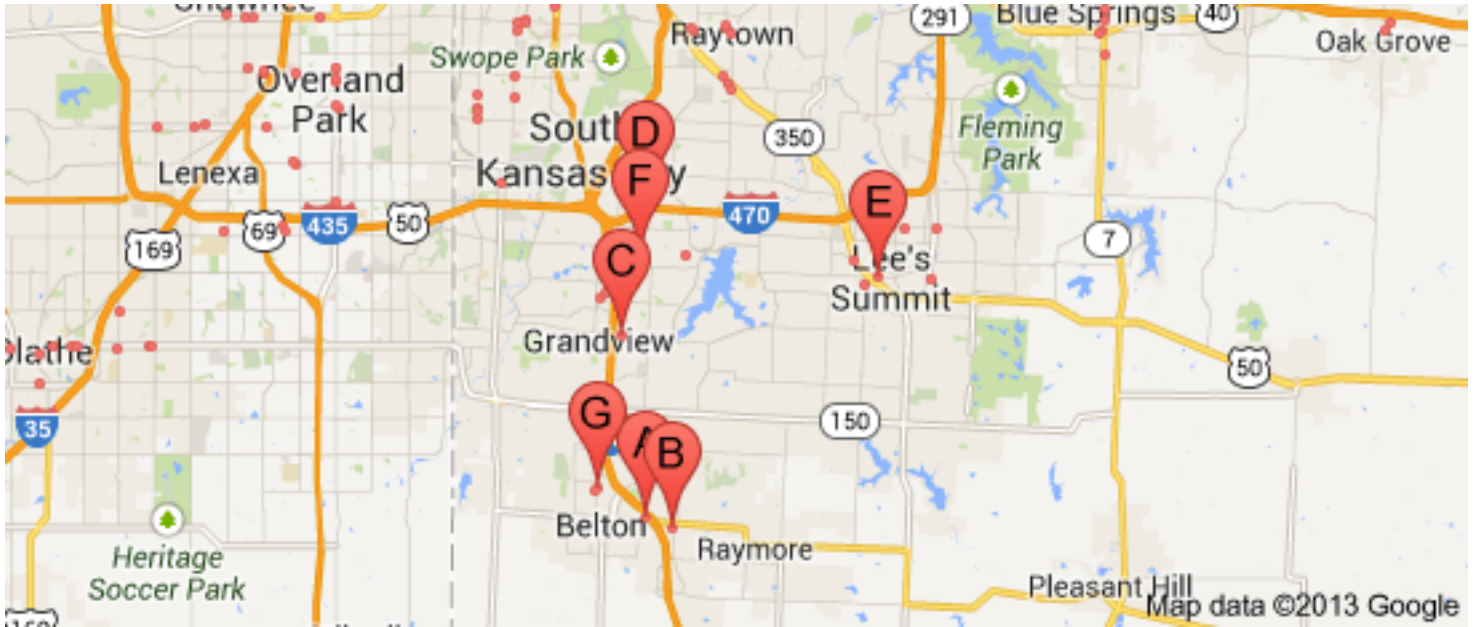 291
Blue Springs
40
Raytown
Oak Grove
Swope Park
Overland
Park
South
D
350
Fleming
Park
Lenexa
Kansas City
F
E
435
50
470
69
169
7
C
Lee's
Summit
Grandview
50
35
G
A
B
150
Belton
Raymore
Heritage
Soccer Park
Pleasant Hill
Map data ©2013 Google